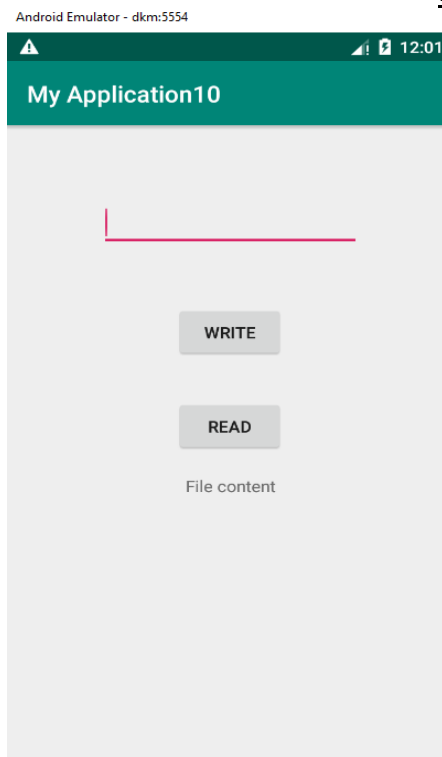 Android Emulator - dkm:5554
12:01
My Application10
WRITE
READ
File content